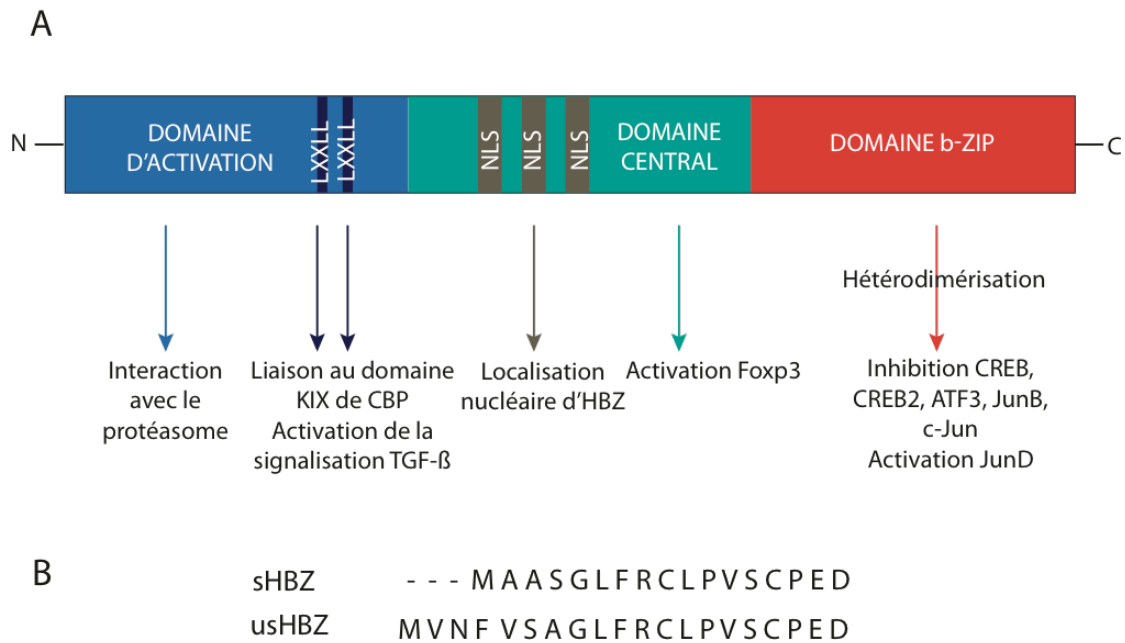 A
N
DOMAINE
D'ACTIVATION
LXXLL
LXXLL
NLS
NLS
NLS
DOMAINE
CENTRAL
DOMAINE b-ZIP
C
Hétérodimérisation
Interaction
avec le
protéasome
Liaison au domaine
KIX de CBP
Activation de la
signalisation TGF-ß
Localisation
nucléaire d'HBZ
Activation Foxp3
Inhibition CREB,
CREB2, ATF3, JunB,
c-Jun
Activation JunD
B
sHBZ - - - M A A S G L F R C L P V S C P E D
usHBZ M V N F V S A G L F R C L P V S C P E D